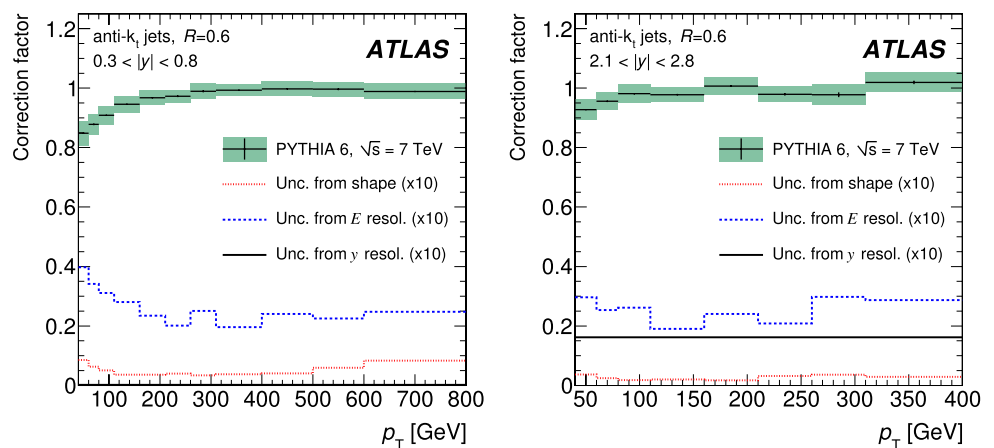 Correction factor
1.2
1
0.8
0.6
0.4
0.2
0
anti-kt jets, R=0.6
0.3 < |y| < 0.8
ATLAS
PYTHIA 6, √s = 7 TeV
Unc. from shape (x10)
Unc. from E resol. (x10)
Unc. from y resol. (x10)
100 200 300 400 500 600 700 800
pT [GeV]
Correction factor
1.2
1
0.8
0.6
0.4
0.2
0
anti-kt jets, R=0.6
2.1 < |y| < 2.8
ATLAS
PYTHIA 6, √s = 7 TeV
Unc. from shape (x10)
Unc. from E resol. (x10)
Unc. from y resol. (x10)
50 100 150 200 250 300 350 400
pT [GeV]